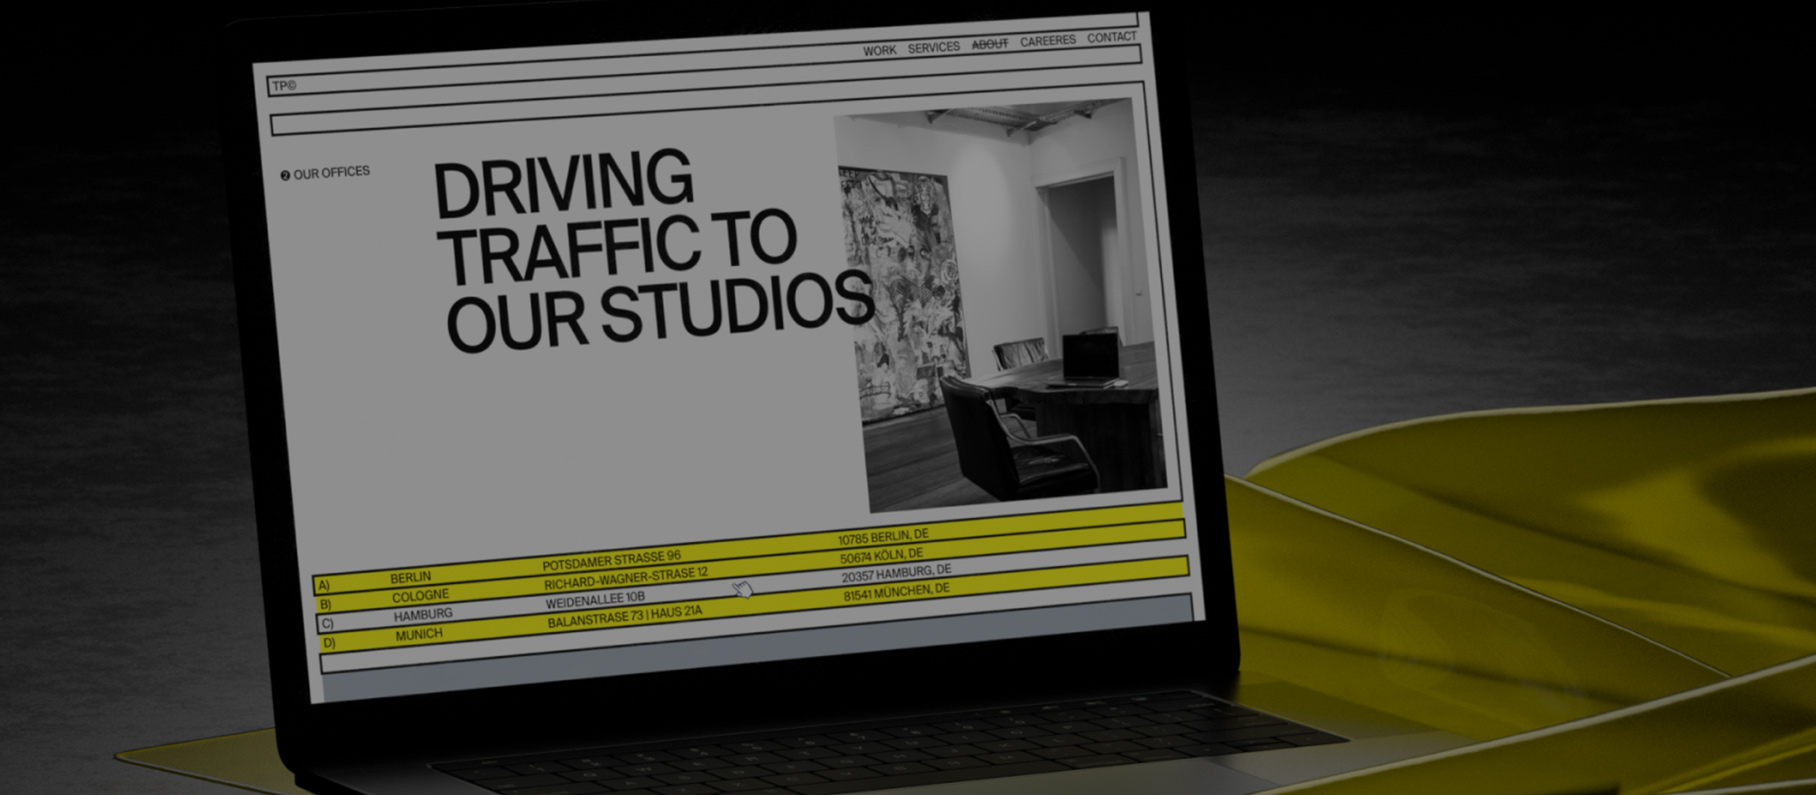 WORK SERVICES ABOUT CAREERES CONTACT
TP©
❷ OUR OFFICES
DRIVING
TRAFFIC TO
OUR STUDIOS
A) BERLIN POTSDAMER STRASSE 96 10785 BERLIN, DE
B) COLOGNE RICHARD-WAGNER-STRASE 12 50674 KÖLN, DE
C) HAMBURG WEIDENALLEE 10B 20357 HAMBURG, DE
D) MUNICH BALANSTRASE 73 | HAUS 21A 81541 MÜNCHEN, DE